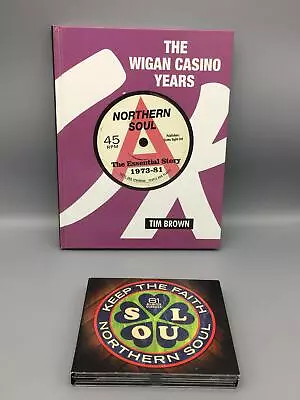 THE
WIGAN CASINO
YEARS
NORTHERN
SOUL
45
RPM
The Essential Story
1973-81
TIM BROWN
KEEP THE FAITH
81
S L
O U
NORTHERN SOUL